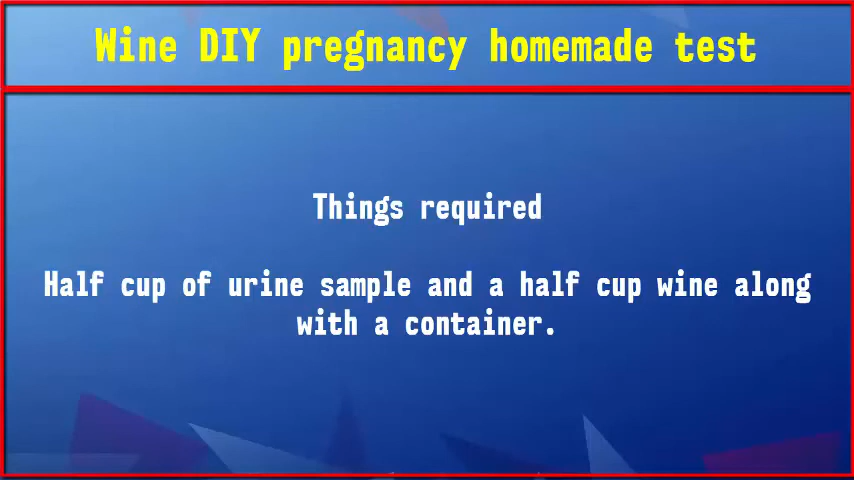 Wine DIY pregnancy homemade test
Things required
Half cup of urine sample and a half cup wine along
with a container.